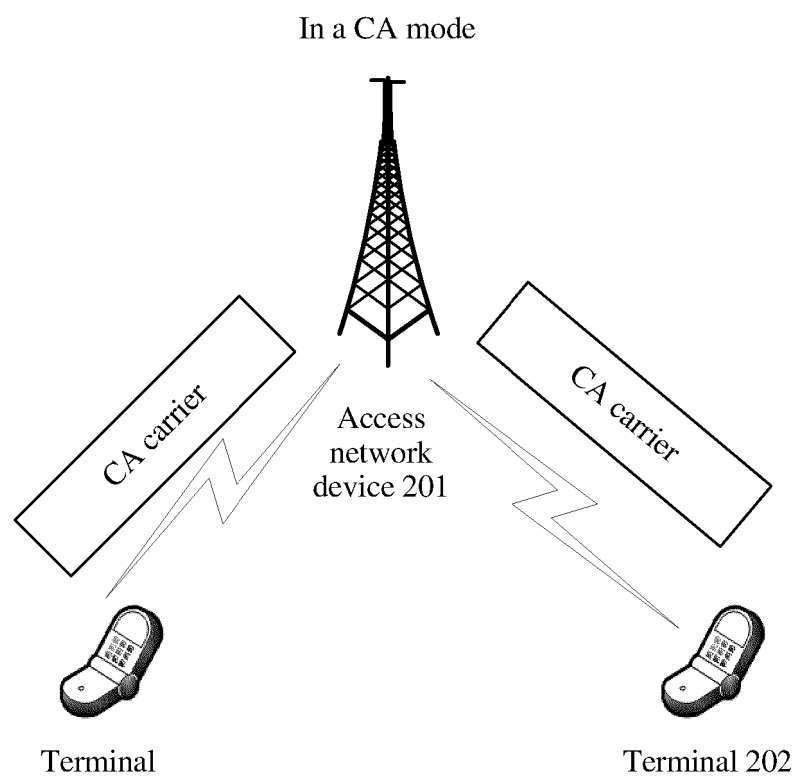 In a CA mode
CA carrier
CA carrier
Access
network
device 201
Terminal
Terminal 202